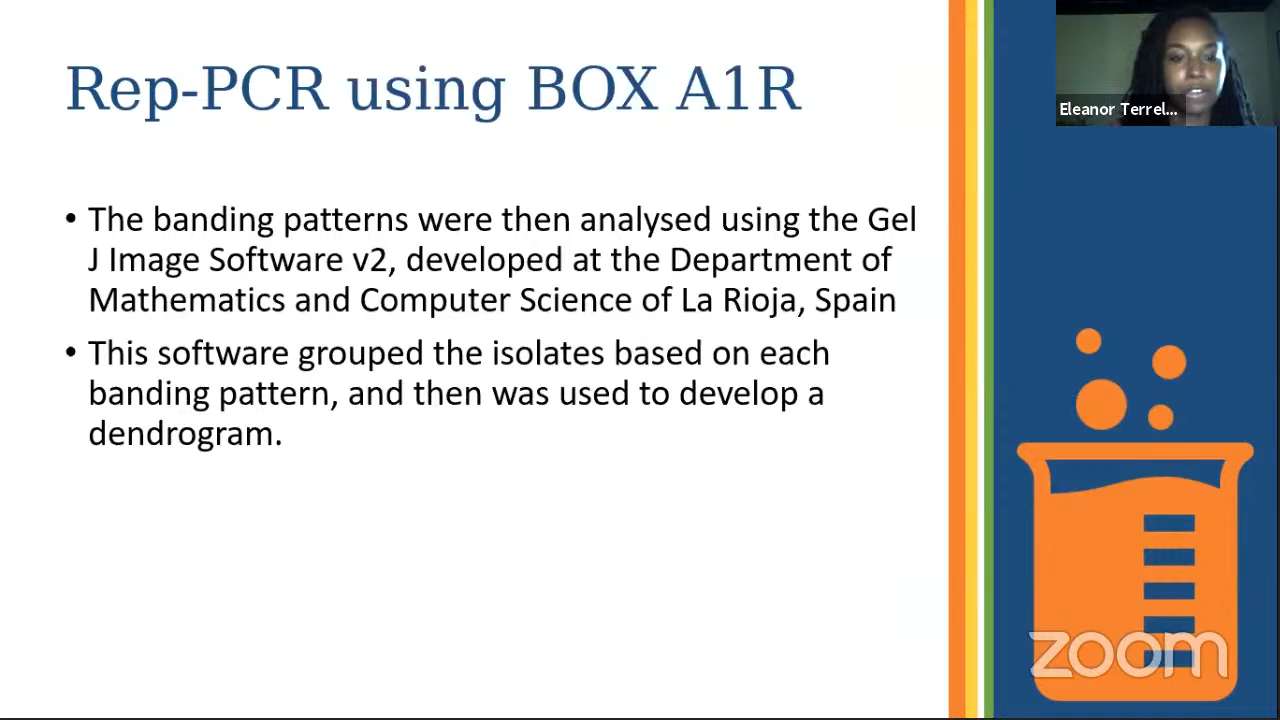 Rep-PCR using BOX A1R
Eleanor Terrel...
• The banding patterns were then analysed using the Gel
J Image Software v2, developed at the Department of
Mathematics and Computer Science of La Rioja, Spain
• This software grouped the isolates based on each
banding pattern, and then was used to develop a
dendrogram.
zoom